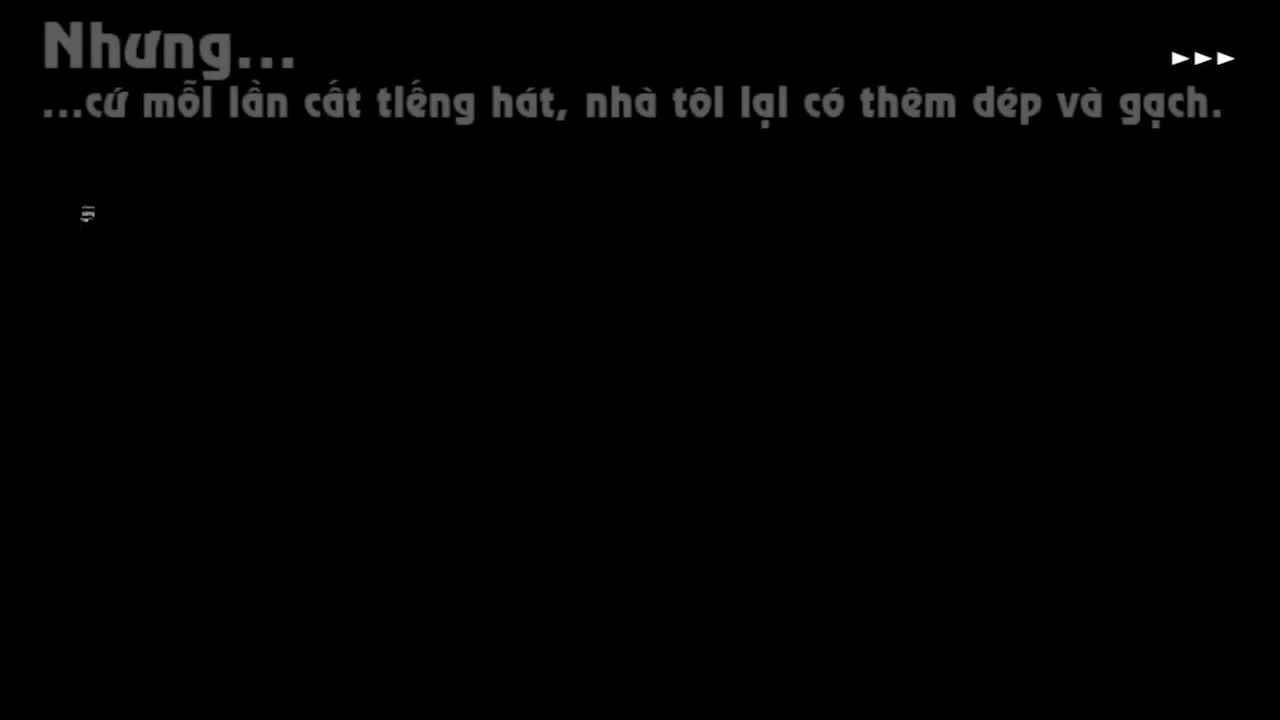 Nhưng...
...cứ mỗi lần cất tiếng hát, nhà tôi lại có thêm dép và gạch.